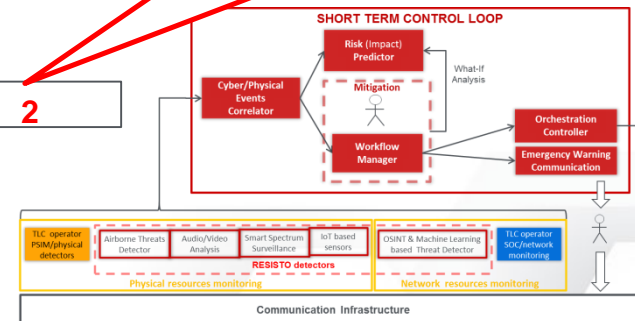 SHORT TERM CONTROL LOOP
Risk (Impact)
Predictor
What-If
Analysis
Cyber/Physical
Events
Correlator
Mitigation
2
Workflow
Manager
Orchestration
Controller
Emergency Warning
Communication
TLC operator
PSIM/physical
detectors
Airborne Threats
Detector
Audio/Video
Analysis
Smart Spectrum
Surveillance
IoT based
sensors
OSINT & Machine Learning
based Threat Detector
TLC operator
SOC/network
monitoring
RESISTO detectors
Physical resources monitoring
Network resources monitoring
Communication Infrastructure